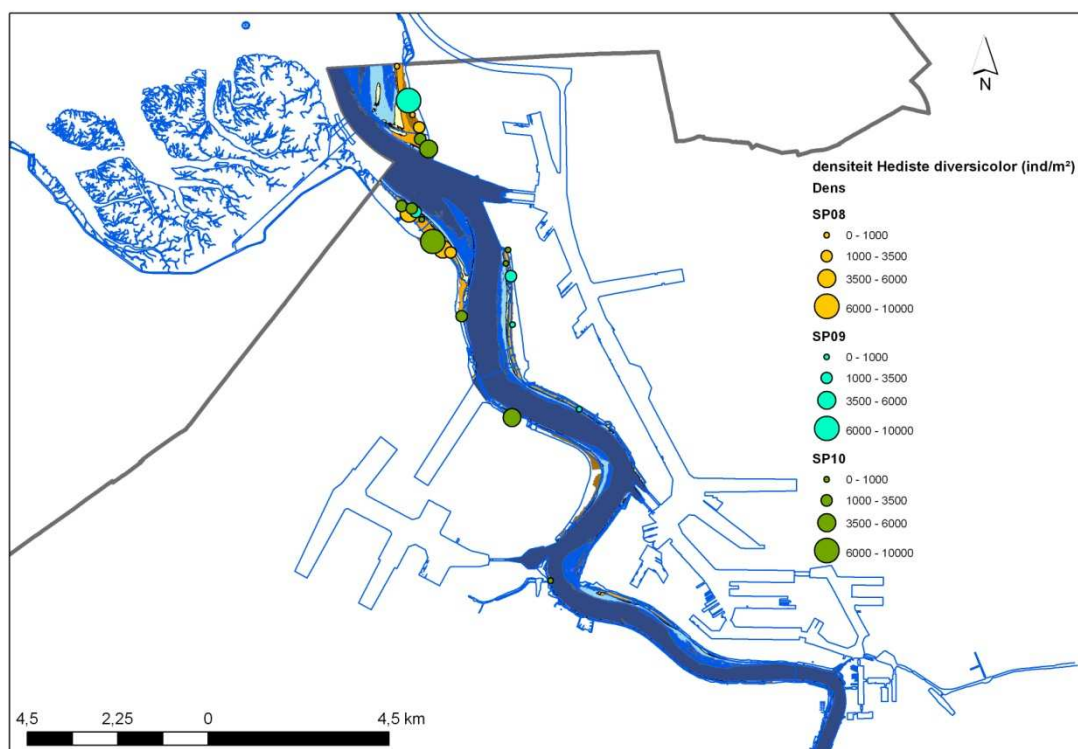 N
densiteit Hediste diversicolor (ind/m²)
Dens
SP08
0 - 1000
1000 - 3500
3500 - 6000
6000 - 10000
SP09
0 - 1000
1000 - 3500
3500 - 6000
6000 - 10000
SP10
0 - 1000
1000 - 3500
3500 - 6000
6000 - 10000
4,5 2,25 0 4,5 km